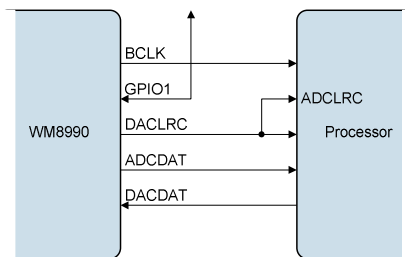 BCLK
GPIO1
ADCLRC
WM8990
DACLRC
Processor
ADCDAT
DACDAT